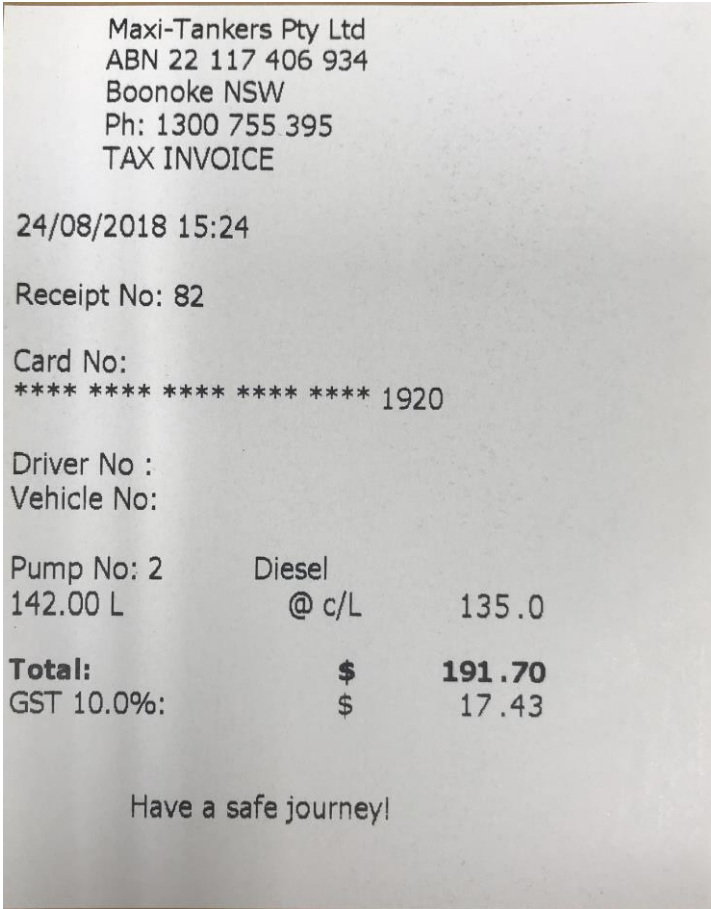 Maxi-Tankers Pty Ltd
ABN 22 117 406 934
Boonoke NSW
Ph: 1300 755 395
TAX INVOICE
24/08/2018 15:24
Receipt No: 82
Card No:
**** **** **** **** **** 1920
Driver No :
Vehicle No:
Pump No: 2 Diesel
142.00 L @ c/L 135.0
Total: $ 191.70
GST 10.0%: $ 17.43
Have a safe journey!